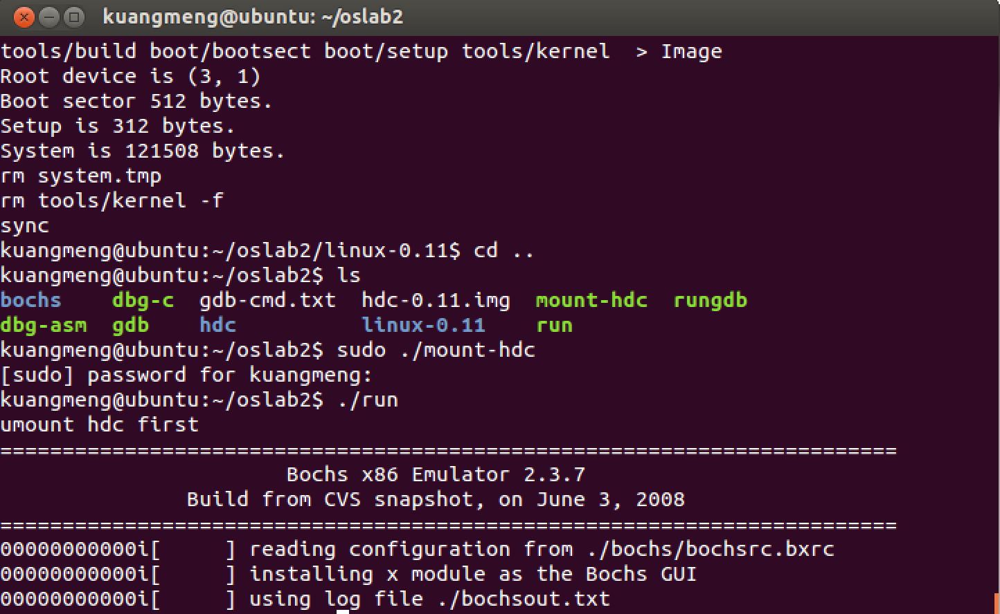 kuangmeng@ubuntu: ~/oslab2
tools/build boot/bootsect boot/setup tools/kernel  > Image
Root device is (3, 1)
Boot sector 512 bytes.
Setup is 312 bytes.
System is 121508 bytes.
rm system.tmp
rm tools/kernel -f
sync
kuangmeng@ubuntu:~/oslab2/linux-0.11$ cd ..
kuangmeng@ubuntu:~/oslab2$ ls
bochs    dbg-c  gdb-cmd.txt  hdc-0.11.img  mount-hdc  rungdb
dbg-asm  gdb    hdc          linux-0.11    run
kuangmeng@ubuntu:~/oslab2$ sudo ./mount-hdc
[sudo] password for kuangmeng:
kuangmeng@ubuntu:~/oslab2$ ./run
umount hdc first
========================================================================
                       Bochs x86 Emulator 2.3.7
               Build from CVS snapshot, on June 3, 2008
========================================================================
00000000000i[     ] reading configuration from ./bochs/bochsrc.bxrc
00000000000i[     ] installing x module as the Bochs GUI
00000000000i[     ] using log file ./bochsout.txt